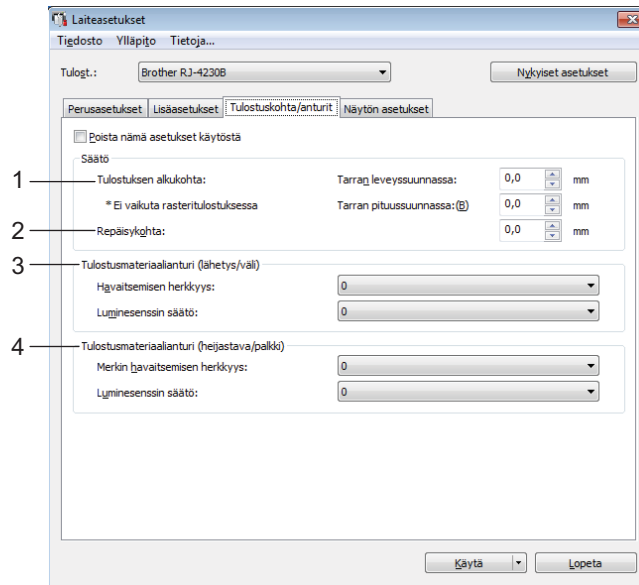 Laiteasetukset
Tiedosto Ylläpito Tietoja...
Tulost.: Brother RJ-4230B Nykyiset asetukset
Perusasetukset Lisäasetukset Tulostuskohta/anturit Näytön asetukset
Poista nämä asetukset käytöstä
Säätö
1 Tulostuksen alkukohta: Tarran leveyssuunnassa: 0,0 mm
* Ei vaikuta rasteritulostuksessa Tarran pituussuunnassa:(B) 0,0 mm
2 Repäisykohta: 0,0 mm
3 Tulostusmateriaalianturi (lähetys/väli)
Havaitsemisen herkkyys: 0
Luminesenssin säätö: 0
4 Tulostusmateriaalianturi (heijastava/palkki)
Merkin havaitsemisen herkkyys: 0
Luminesenssin säätö: 0
Käytä Lopeta